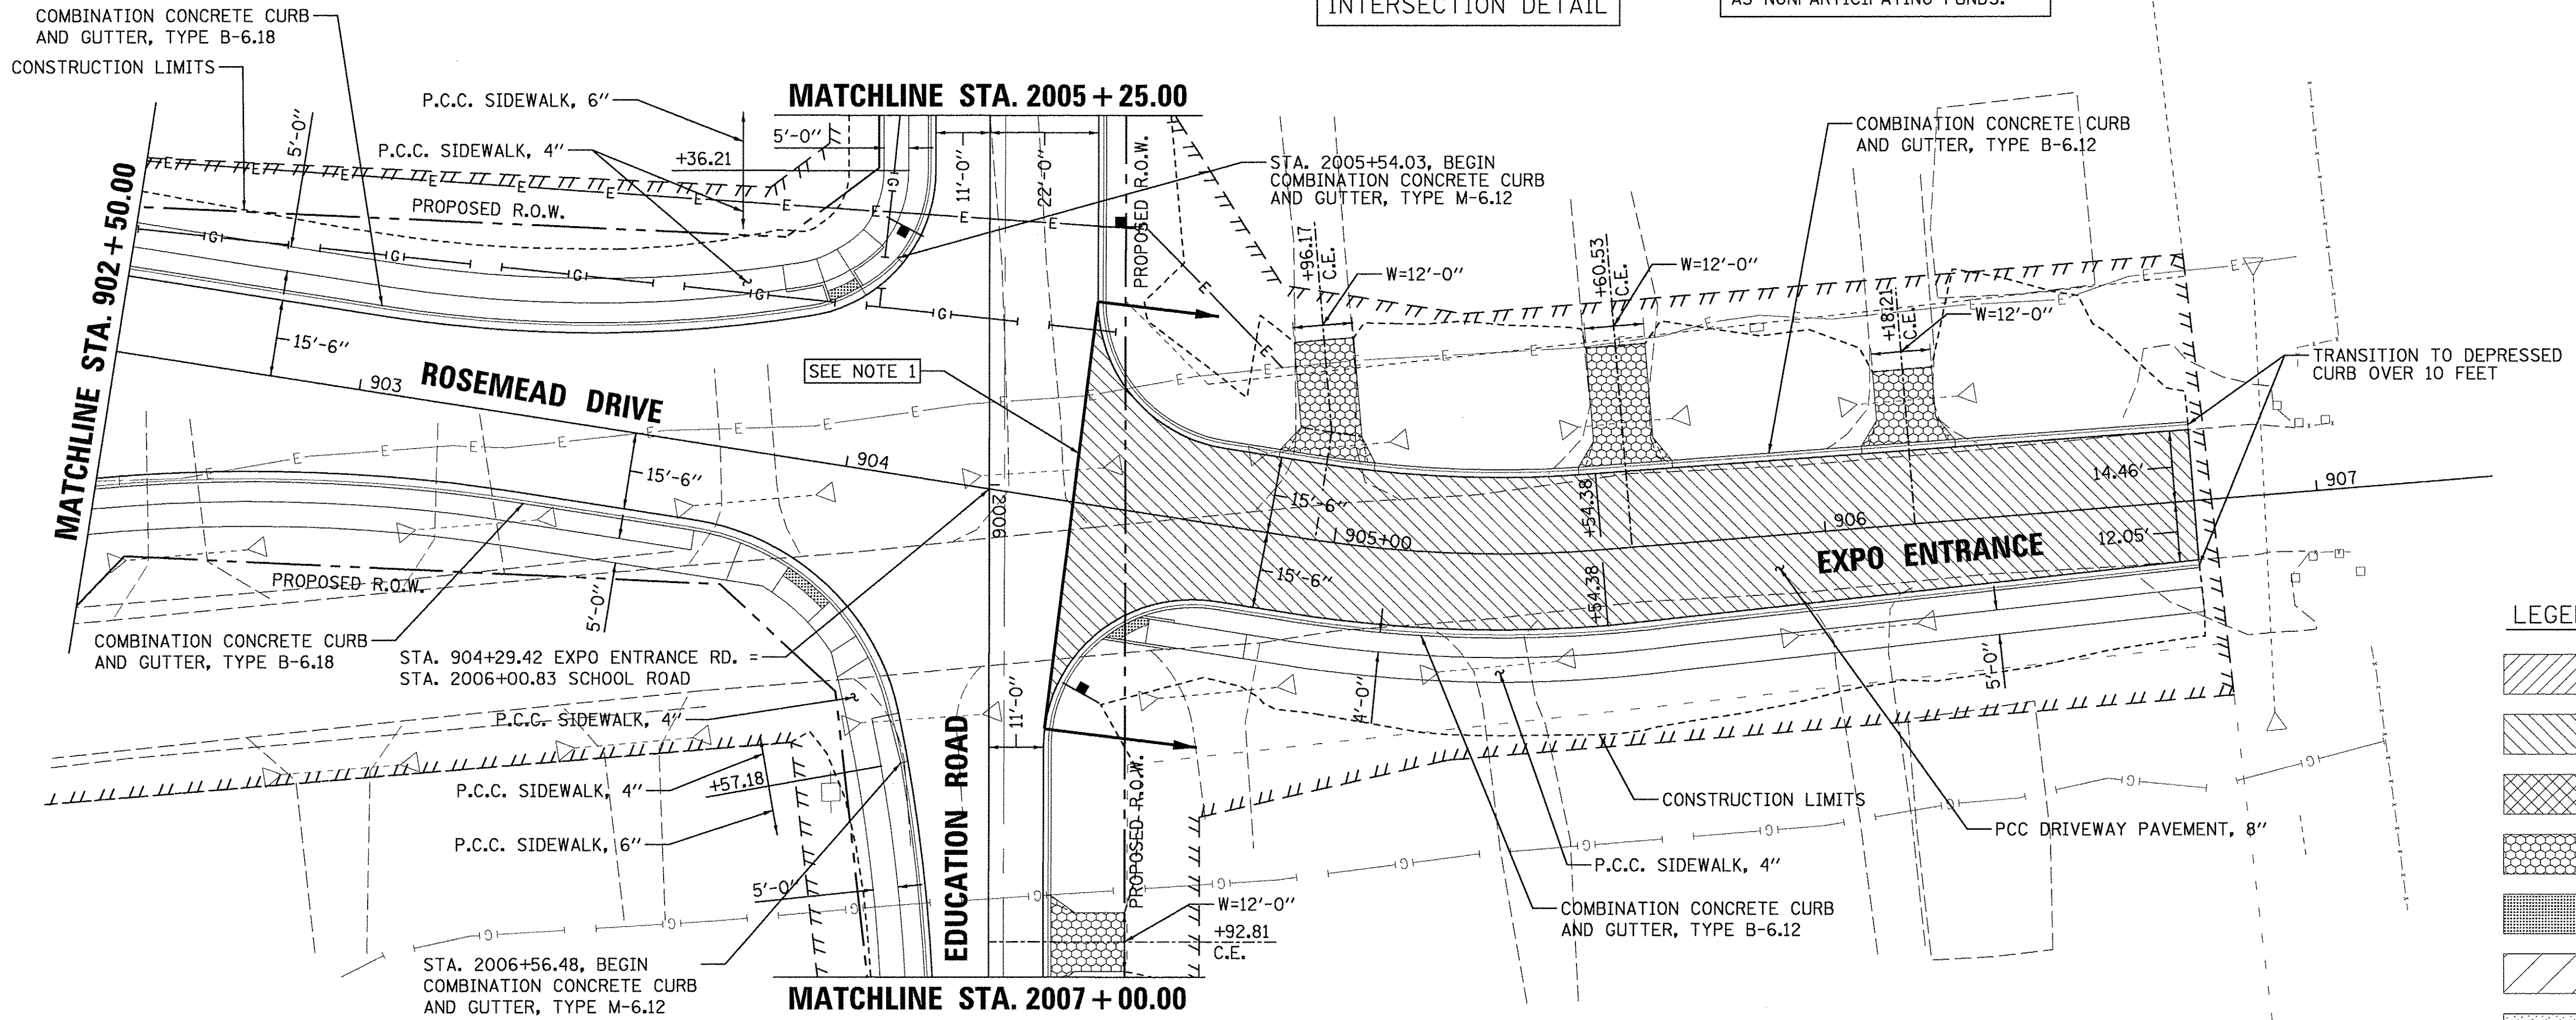 INTERSECTION DETAIL
AS NONPARTICIPATING FUNDS.
COMBINATION CONCRETE CURB
AND GUTTER, TYPE B-6.18
CONSTRUCTION LIMITS
P.C.C. SIDEWALK, 6"
P.C.C. SIDEWALK, 4"
5'-0"
5'-0"
+36.21
MATCHLINE STA. 2005+25.00
11'-0"
22'-0"
PROPOSED R.O.W.
STA. 2005+54.03, BEGIN
COMBINATION CONCRETE CURB
AND GUTTER, TYPE M-6.12
COMBINATION CONCRETE CURB
AND GUTTER, TYPE B-6.12
+96.17
C.E.
W=12'-0"
+60.53
C.E.
W=12'-0"
+18.21
C.E.
W=12'-0"
TRANSITION TO DEPRESSED
CURB OVER 10 FEET
MATCHLINE STA. 902+50.00
PROPOSED R.O.W.
15'-6"
903
ROSEMEAD DRIVE
SEE NOTE 1
904
15'-6"
2006
15'-6"
905+00
15'-6"
+54.38
+54.38
906
14.46'
12.05'
907
EXPO ENTRANCE
PROPOSED R.O.W.
5'-0"
COMBINATION CONCRETE CURB
AND GUTTER, TYPE B-6.18
STA. 904+29.42 EXPO ENTRANCE RD. =
STA. 2006+00.83 SCHOOL ROAD
P.C.C. SIDEWALK, 4"
P.C.C. SIDEWALK, 4"
+57.18
P.C.C. SIDEWALK, 6"
5'-0"
EDUCATION ROAD
11'-0"
PROPOSED R.O.W.
4'-0"
5'-0"
CONSTRUCTION LIMITS
PCC DRIVEWAY PAVEMENT, 8"
P.C.C. SIDEWALK, 4"
COMBINATION CONCRETE CURB
AND GUTTER, TYPE B-6.12
W=12'-0"
+92.81
C.E.
STA. 2006+56.48, BEGIN
COMBINATION CONCRETE CURB
AND GUTTER, TYPE M-6.12
MATCHLINE STA. 2007+00.00